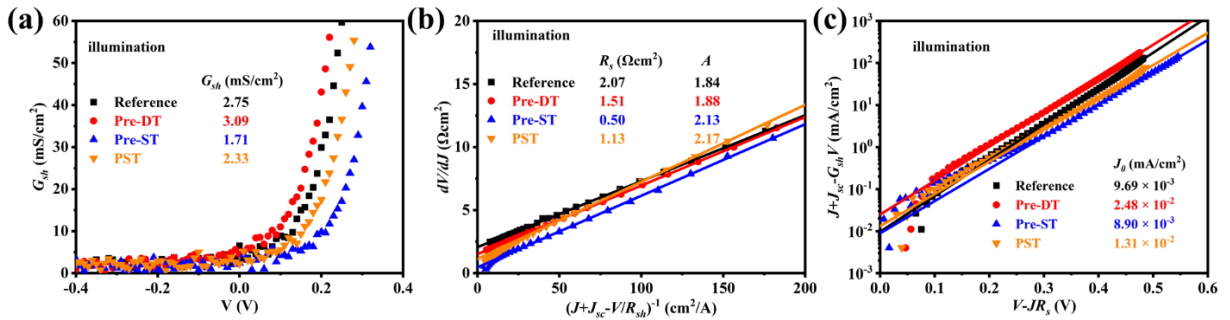 (a)
60
50
40
30
20
10
0
G_sh (mS/cm²)
illumination
G_sh (mS/cm²)
Reference 2.75
Pre-DT 3.09
Pre-ST 1.71
PST 2.33
-0.4 -0.2 0.0 0.2 0.4
V (V)
(b)
20
15
10
5
0
dV/dJ (Ωcm²)
illumination
R_s (Ωcm²) A
Reference 2.07 1.84
Pre-DT 1.51 1.88
Pre-ST 0.50 2.13
PST 1.13 2.17
0 50 100 150 200
(J+J_sc-V/R_sh)⁻¹ (cm²/A)
(c)
10³
10²
10¹
10⁰
10⁻¹
10⁻²
10⁻³
J+J_sc-G_sh V (mA/cm²)
illumination
J_0 (mA/cm²)
Reference 9.69 × 10⁻³
Pre-DT 2.48 × 10⁻²
Pre-ST 8.90 × 10⁻³
PST 1.31 × 10⁻²
0.0 0.1 0.2 0.3 0.4 0.5 0.6
V-JR_s (V)